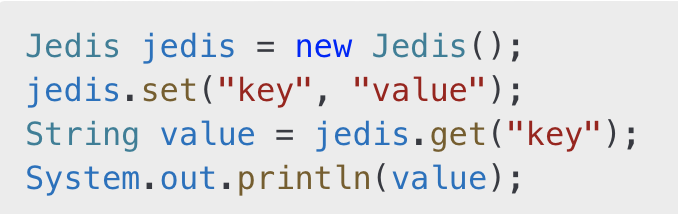 Jedis jedis = new Jedis();
jedis.set("key", "value");
String value = jedis.get("key");
System.out.println(value);